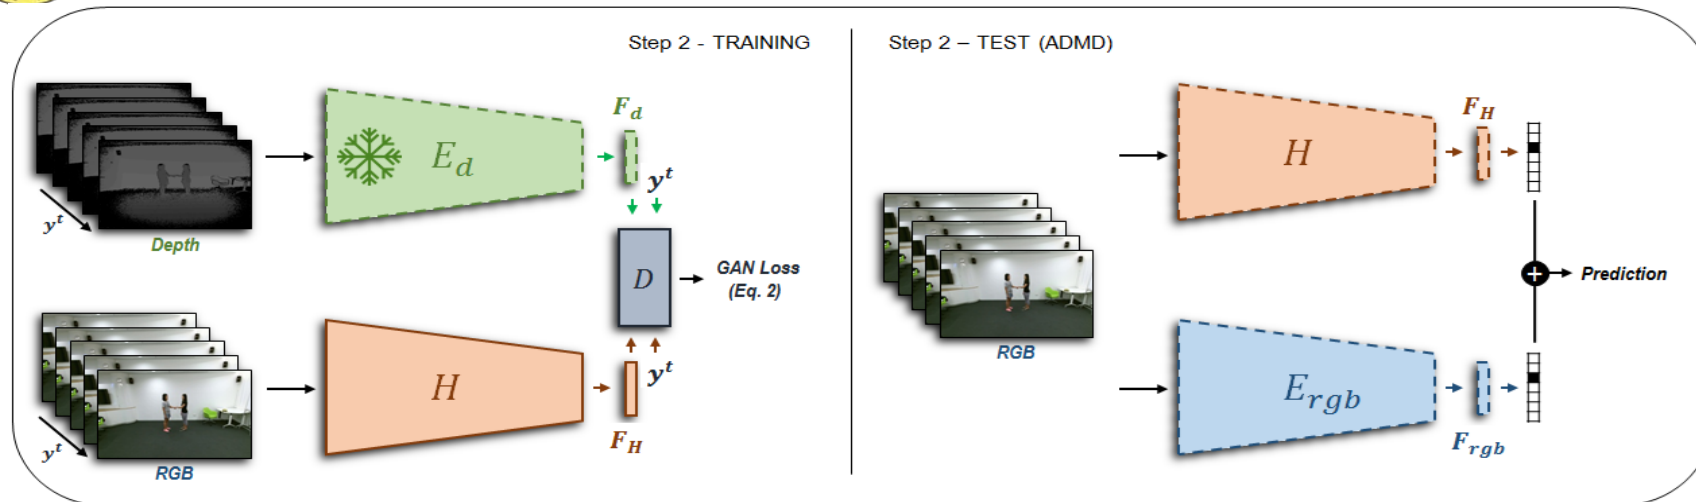 Step 2 - TRAINING
y^t
Depth
E_d
F_d
y^t
D
GAN Loss
(Eq. 2)
y^t
RGB
H
y^t
F_H
Step 2 – TEST (ADMD)
RGB
H
F_H
+
Prediction
E_rgb
F_rgb